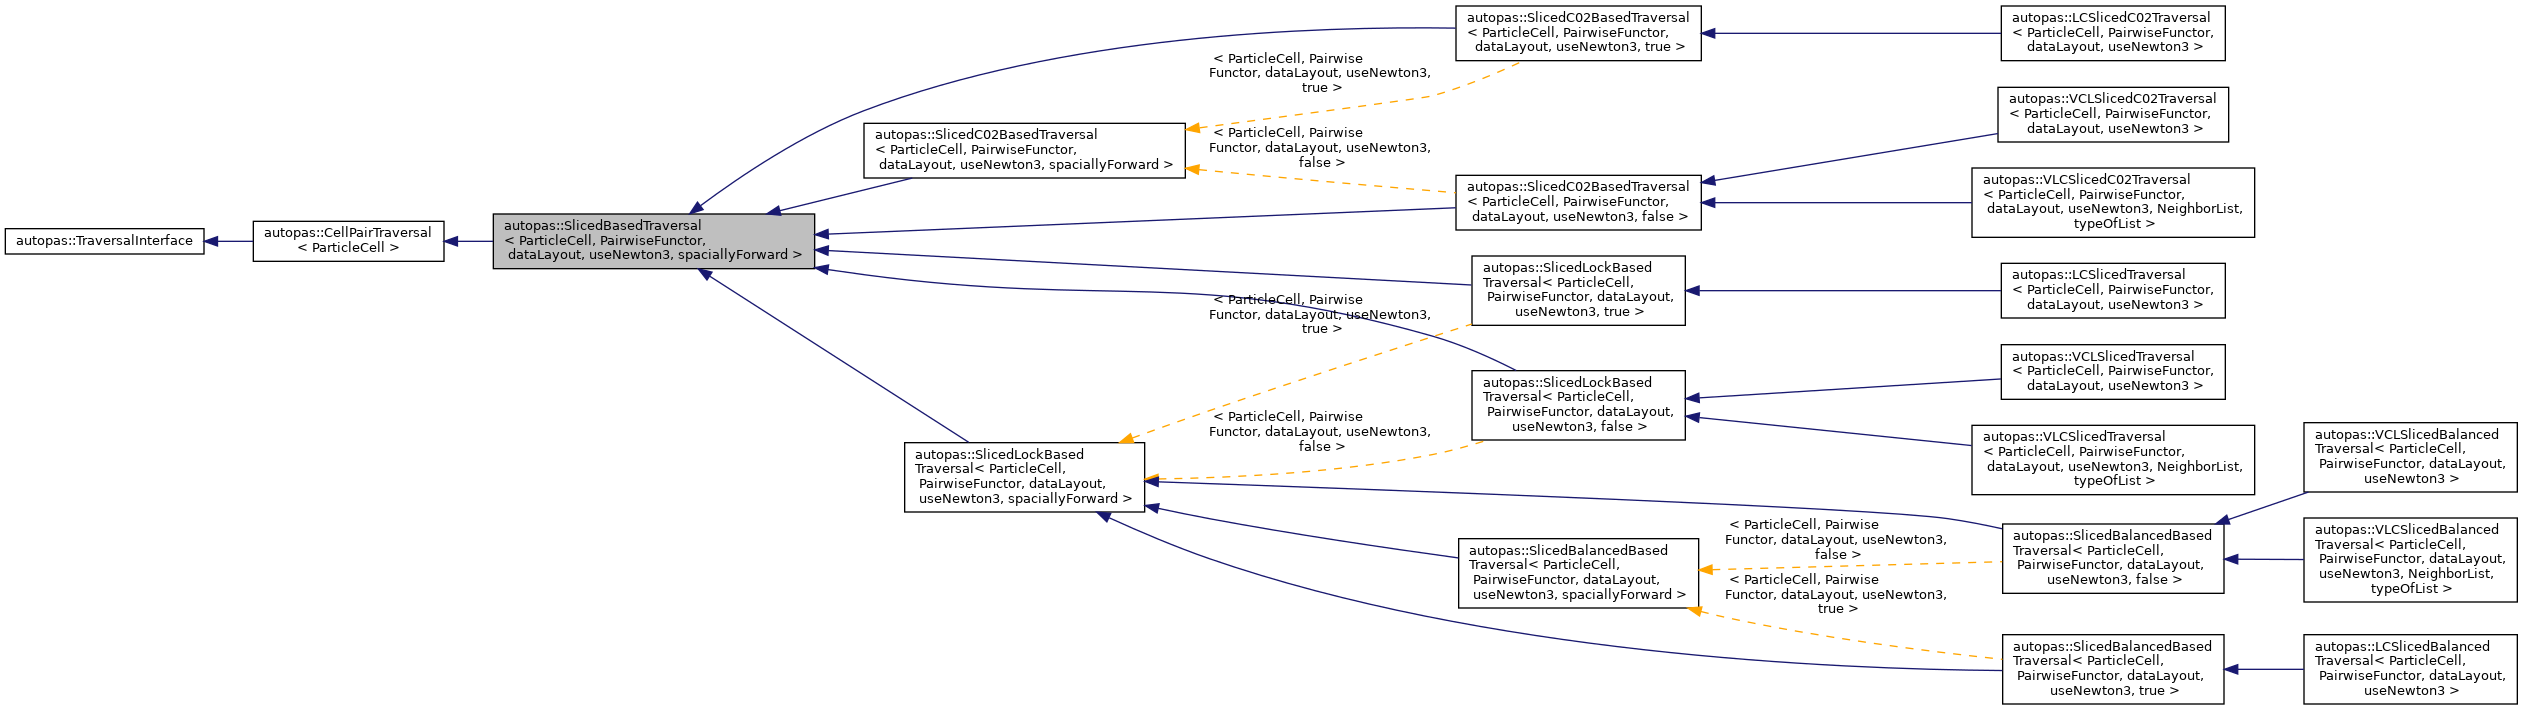 autopas::TraversalInterface
autopas::CellPairTraversal
< ParticleCell >
autopas::SlicedBasedTraversal
< ParticleCell, PairwiseFunctor,
dataLayout, useNewton3, spaciallyForward >
autopas::SlicedC02BasedTraversal
< ParticleCell, PairwiseFunctor,
dataLayout, useNewton3, spaciallyForward >
autopas::SlicedLockBased
Traversal< ParticleCell,
PairwiseFunctor, dataLayout,
useNewton3, spaciallyForward >
< ParticleCell, Pairwise
Functor, dataLayout, useNewton3,
true >
< ParticleCell, Pairwise
Functor, dataLayout, useNewton3,
false >
< ParticleCell, Pairwise
Functor, dataLayout, useNewton3,
true >
< ParticleCell, Pairwise
Functor, dataLayout, useNewton3,
false >
autopas::SlicedC02BasedTraversal
< ParticleCell, PairwiseFunctor,
dataLayout, useNewton3, true >
autopas::SlicedC02BasedTraversal
< ParticleCell, PairwiseFunctor,
dataLayout, useNewton3, false >
autopas::SlicedLockBased
Traversal< ParticleCell,
PairwiseFunctor, dataLayout,
useNewton3, true >
autopas::SlicedLockBased
Traversal< ParticleCell,
PairwiseFunctor, dataLayout,
useNewton3, false >
autopas::SlicedBalancedBased
Traversal< ParticleCell,
PairwiseFunctor, dataLayout,
useNewton3, spaciallyForward >
< ParticleCell, Pairwise
Functor, dataLayout, useNewton3,
false >
< ParticleCell, Pairwise
Functor, dataLayout, useNewton3,
true >
autopas::LCSlicedC02Traversal
< ParticleCell, PairwiseFunctor,
dataLayout, useNewton3 >
autopas::VCLSlicedC02Traversal
< ParticleCell, PairwiseFunctor,
dataLayout, useNewton3 >
autopas::VLCSlicedC02Traversal
< ParticleCell, PairwiseFunctor,
dataLayout, useNewton3, NeighborList,
typeOfList >
autopas::LCSlicedTraversal
< ParticleCell, PairwiseFunctor,
dataLayout, useNewton3 >
autopas::VCLSlicedTraversal
< ParticleCell, PairwiseFunctor,
dataLayout, useNewton3 >
autopas::VLCSlicedTraversal
< ParticleCell, PairwiseFunctor,
dataLayout, useNewton3, NeighborList,
typeOfList >
autopas::SlicedBalancedBased
Traversal< ParticleCell,
PairwiseFunctor, dataLayout,
useNewton3, false >
autopas::SlicedBalancedBased
Traversal< ParticleCell,
PairwiseFunctor, dataLayout,
useNewton3, true >
autopas::VCLSlicedBalanced
Traversal< ParticleCell,
PairwiseFunctor, dataLayout,
useNewton3 >
autopas::VLCSlicedBalanced
Traversal< ParticleCell,
PairwiseFunctor, dataLayout,
useNewton3, NeighborList,
typeOfList >
autopas::LCSlicedBalanced
Traversal< ParticleCell,
PairwiseFunctor, dataLayout,
useNewton3 >